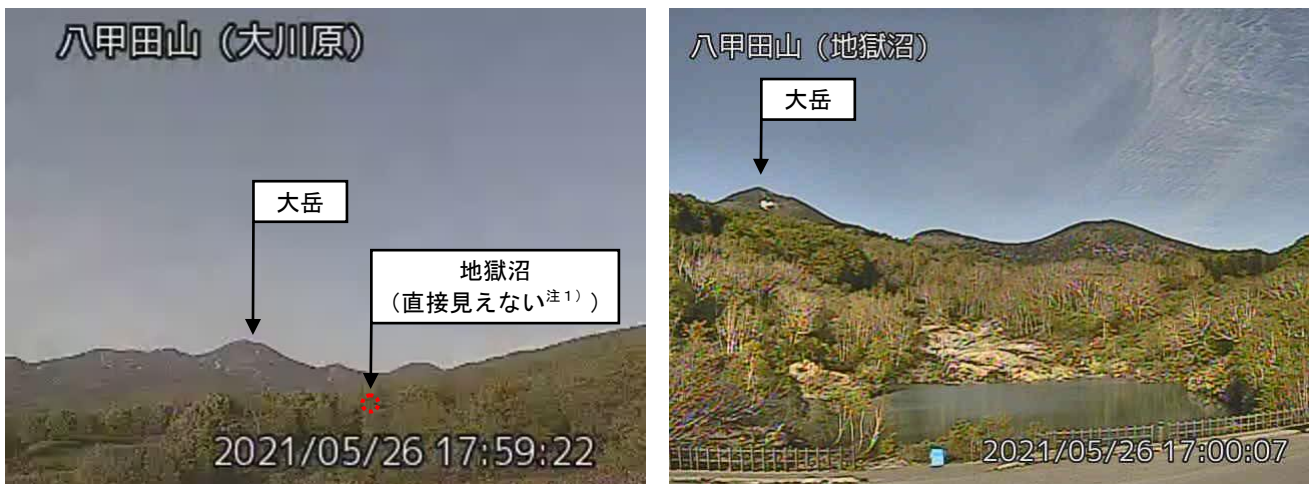 八甲田山（大川原）
大岳
地獄沼
（直接見えない注１））
2021/05/26 17:59:22
八甲田山（地獄沼）
大岳
2021/05/26 17:00:07